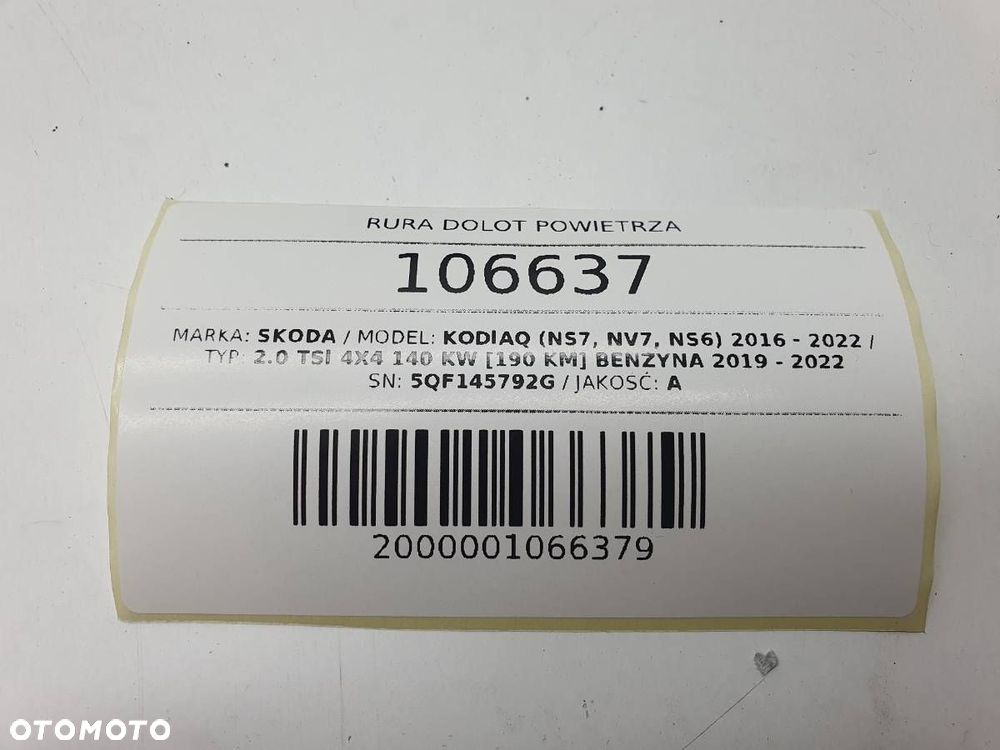 RURA DOLOT POWIETRZA
106637
MARKA: SKODA / MODEL: KODIAQ (NS7, NV7, NS6) 2016 - 2022 /
TYP: 2.0 TSI 4X4 140 KW [190 KM] BENZYNA 2019 - 2022
SN: 5QF145792G / JAKOŚĆ: A
2000001066379
OTOMOTO